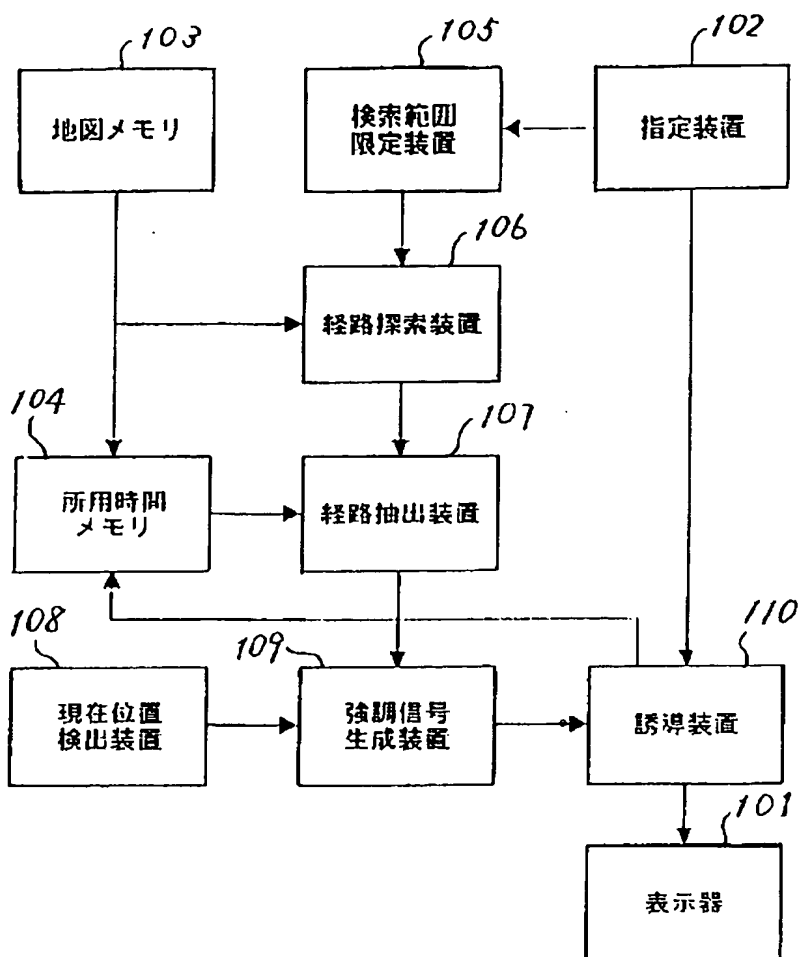 103
地図メモリ
105
検索範囲
限定装置
102
指定装置
106
経路探索装置
104
所用時間
メモリ
107
経路抽出装置
108
現在位置
検出装置
109
強調信号
生成装置
110
誘導装置
101
表示器